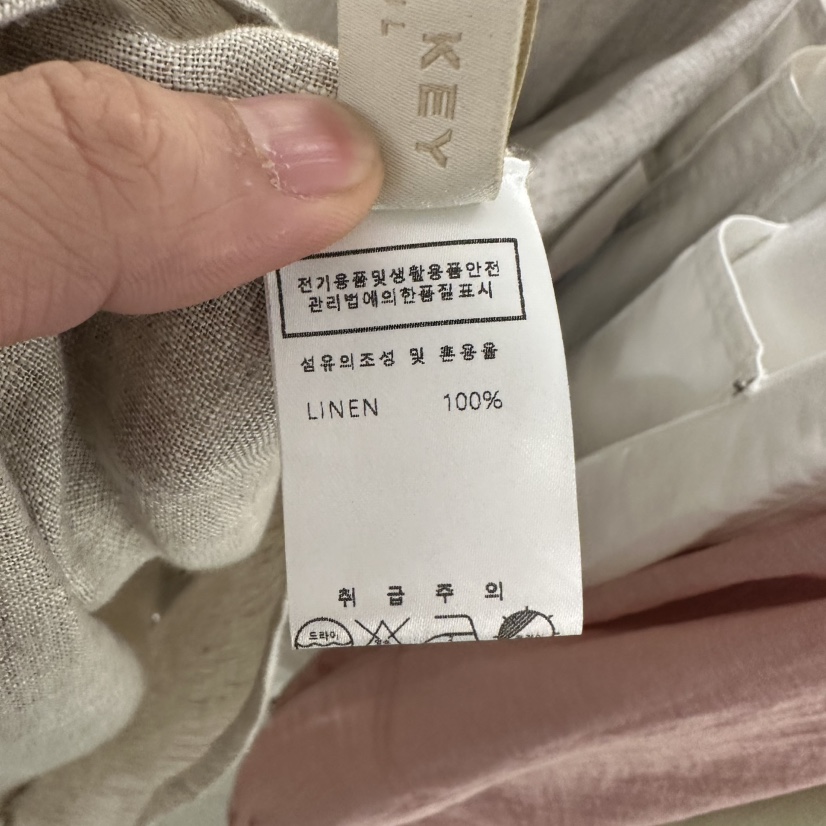 KEY
전기용품및생활용품안전
관리법에의한품질표시
섬유의조성 및 혼용율
LINEN 100%
취급주의
드라이